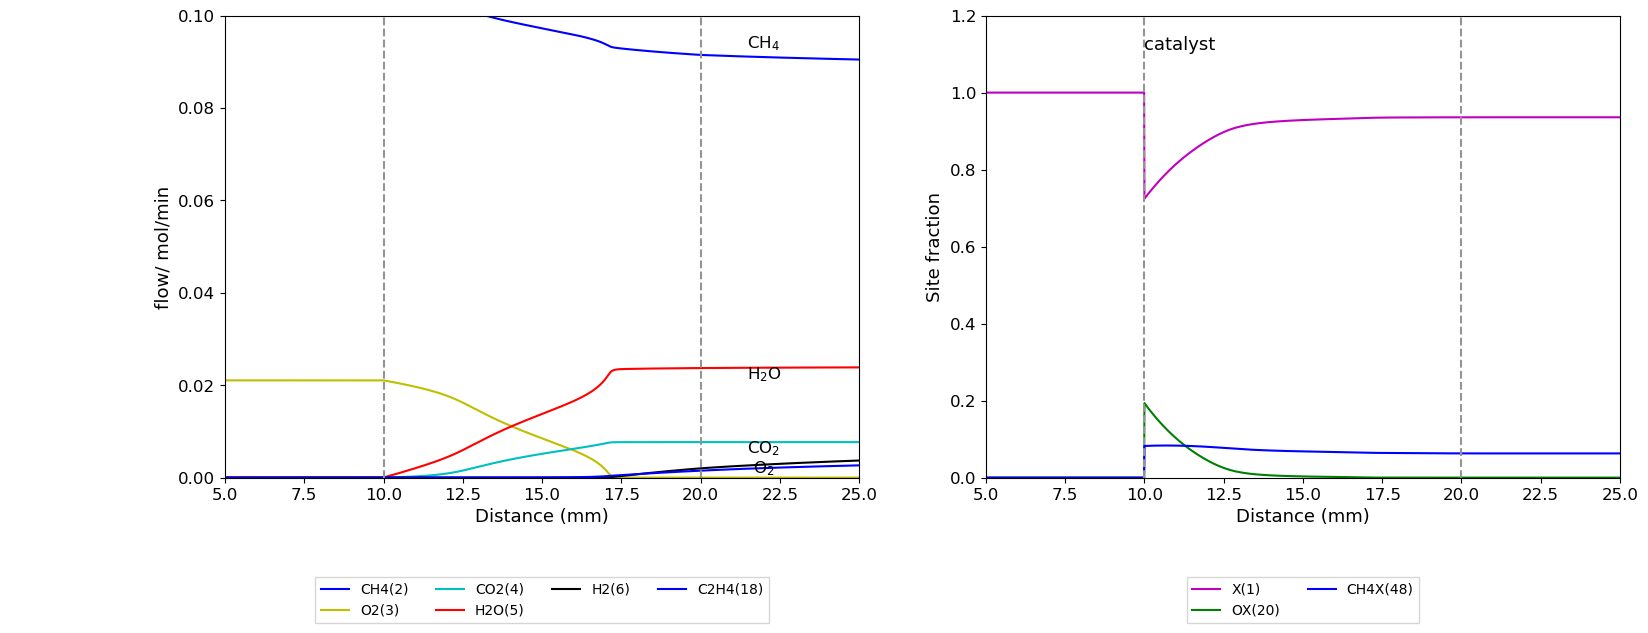 0.10
0.08
0.06
0.04
0.02
0.00
flow/ mol/min
CH4
H2O
CO2
O2
5.0 7.5 10.0 12.5 15.0 17.5 20.0 22.5 25.0
Distance (mm)
CH4(2) CO2(4) H2(6) C2H4(18)
O2(3) H2O(5)
1.2
1.0
0.8
0.6
0.4
0.2
0.0
Site fraction
catalyst
5.0 7.5 10.0 12.5 15.0 17.5 20.0 22.5 25.0
Distance (mm)
X(1) CH4X(48)
OX(20)